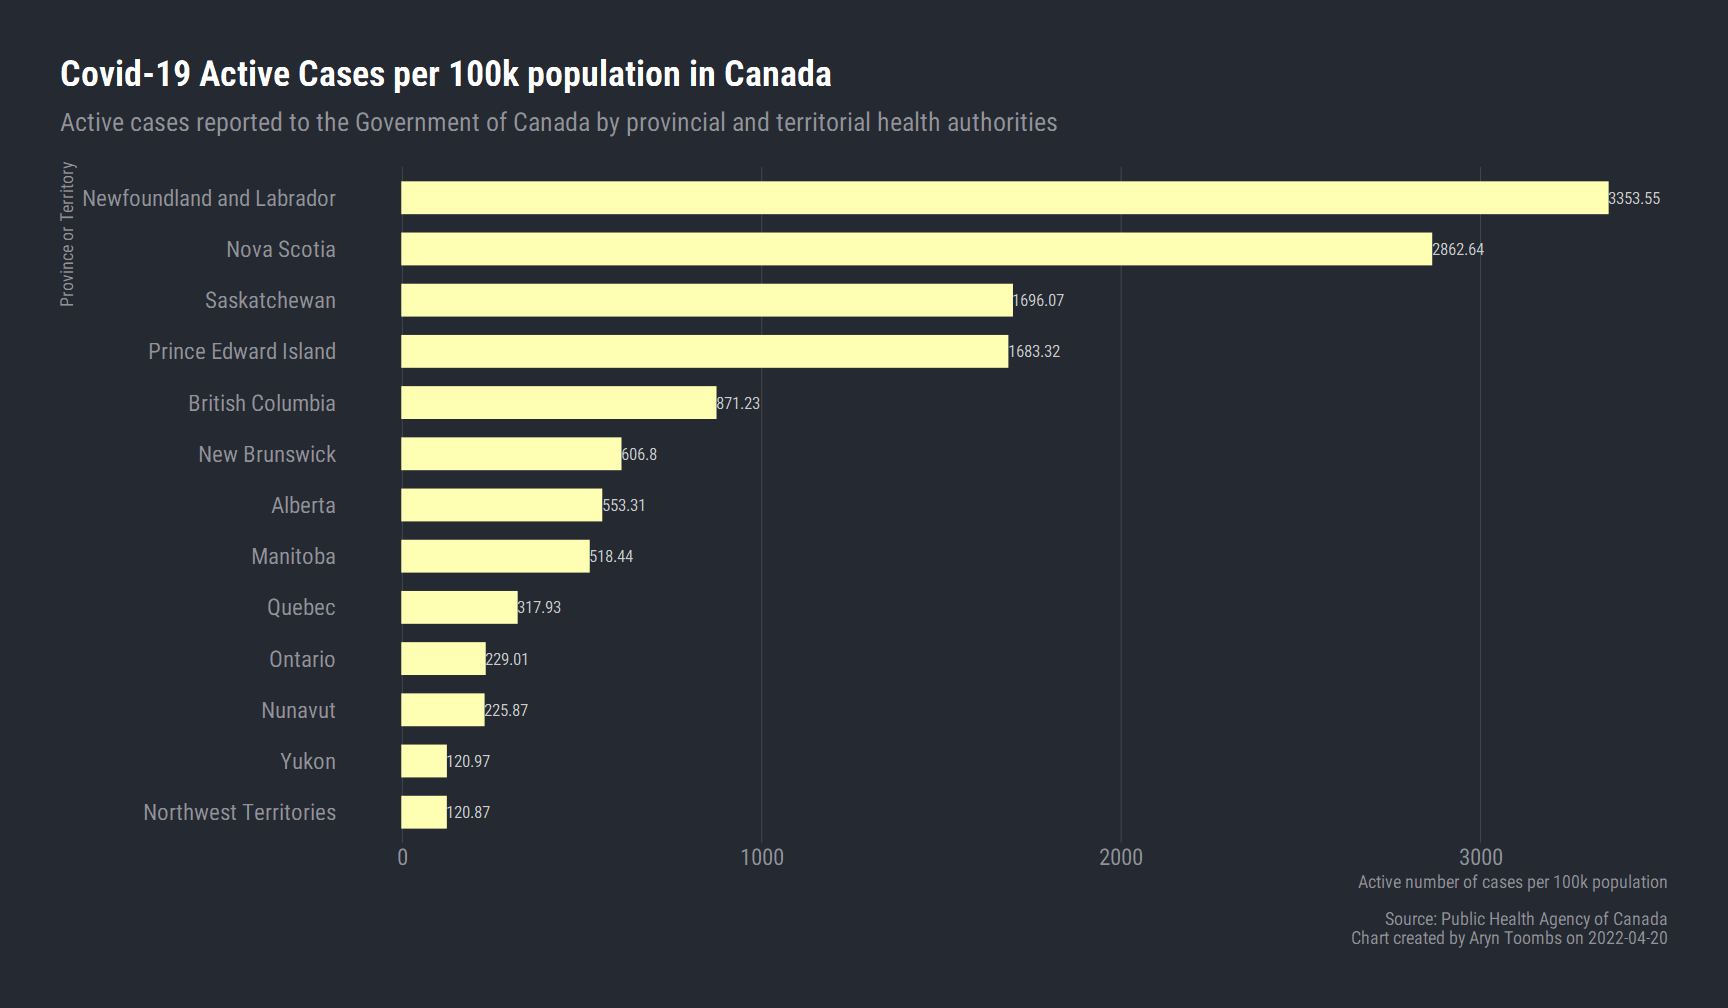 Covid-19 Active Cases per 100k population in Canada
Active cases reported to the Government of Canada by provincial and territorial health authorities
Province or Territory
Newfoundland and Labrador 3353.55
Nova Scotia 2862.64
Saskatchewan 1696.07
Prince Edward Island 1683.32
British Columbia 871.23
New Brunswick 606.8
Alberta 553.31
Manitoba 518.44
Quebec 317.93
Ontario 229.01
Nunavut 225.87
Yukon 120.97
Northwest Territories 120.87
0 1000 2000 3000
Active number of cases per 100k population
Source: Public Health Agency of Canada
Chart created by Aryn Toombs on 2022-04-20